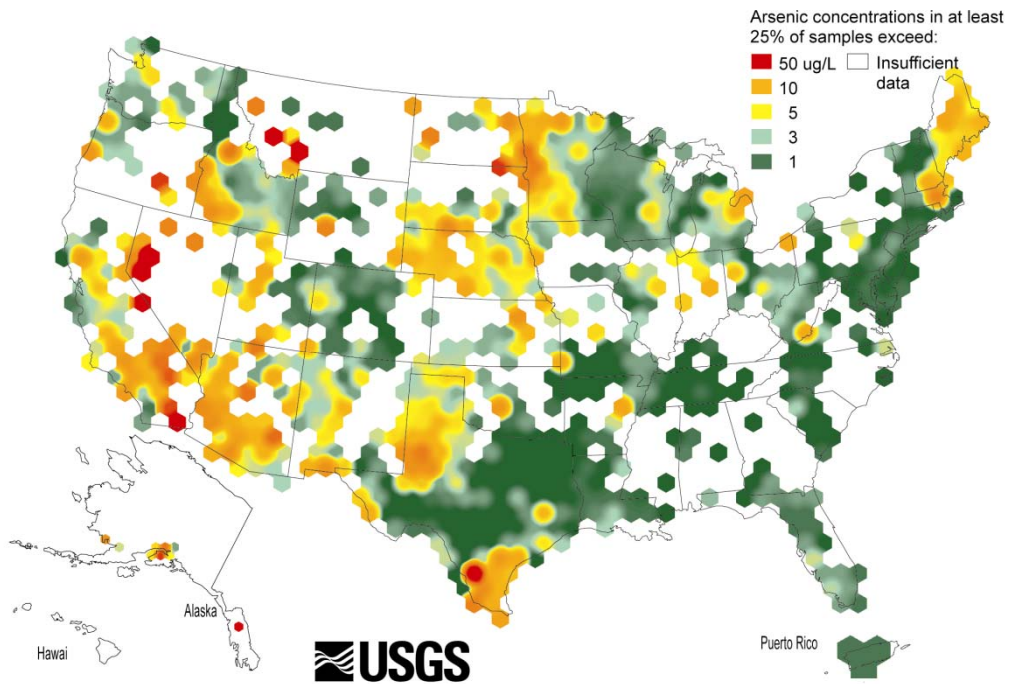 Arsenic concentrations in at least
25% of samples exceed:
50 ug/L
Insufficient
data
10
5
3
1
Alaska
Hawai
USGS
Puerto Rico